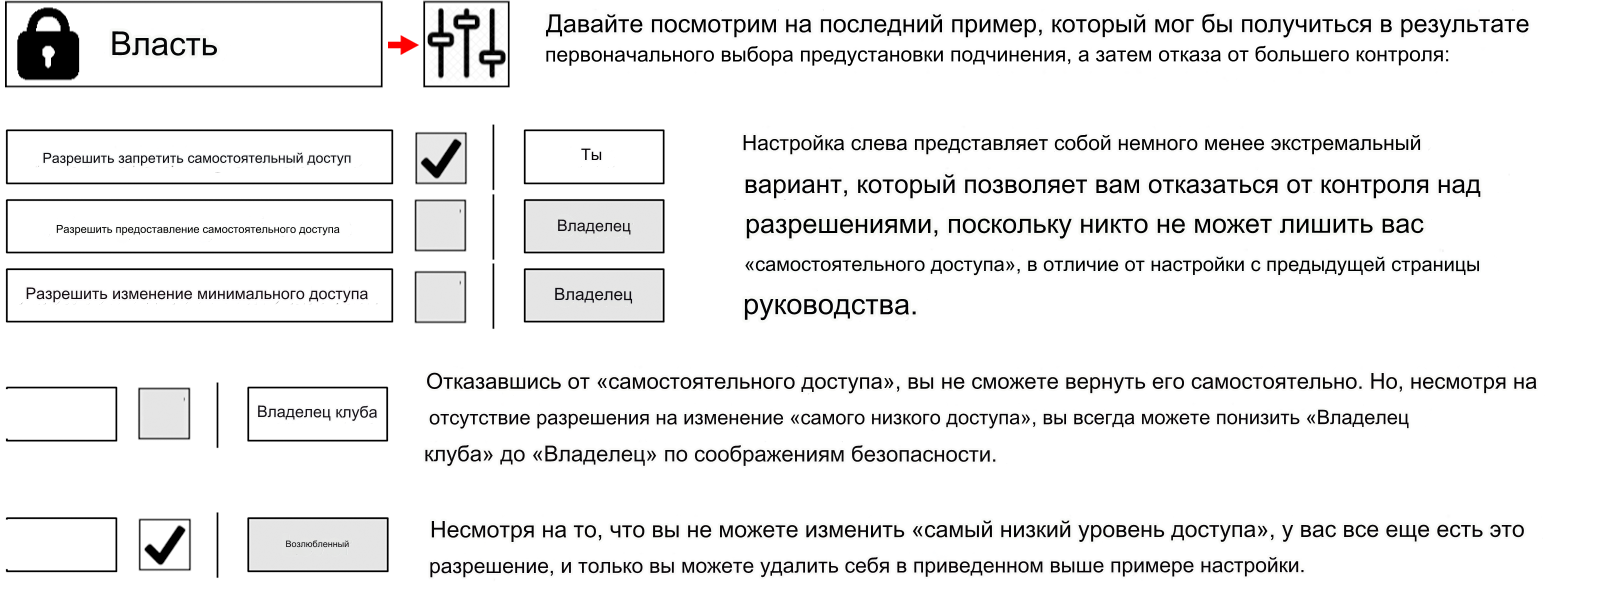 Власть
Давайте посмотрим на последний пример, который мог бы получиться в результате
первоначального выбора предустановки подчинения, а затем отказа от большего контроля:
Разрешить запретить самостоятельный доступ
Ты
Разрешить предоставление самостоятельного доступа
Владелец
Разрешить изменение минимального доступа
Владелец
Настройка слева представляет собой немного менее экстремальный
вариант, который позволяет вам отказаться от контроля над
разрешениями, поскольку никто не может лишить вас
«самостоятельного доступа», в отличие от настройки с предыдущей страницы
руководства.
Владелец клуба
Отказавшись от «самостоятельного доступа», вы не сможете вернуть его самостоятельно. Но, несмотря на
отсутствие разрешения на изменение «самого низкого доступа», вы всегда можете понизить «Владелец
клуба» до «Владелец» по соображениям безопасности.
Возлюбленный
Несмотря на то, что вы не можете изменить «самый низкий уровень доступа», у вас все еще есть это
разрешение, и только вы можете удалить себя в приведенном выше примере настройки.